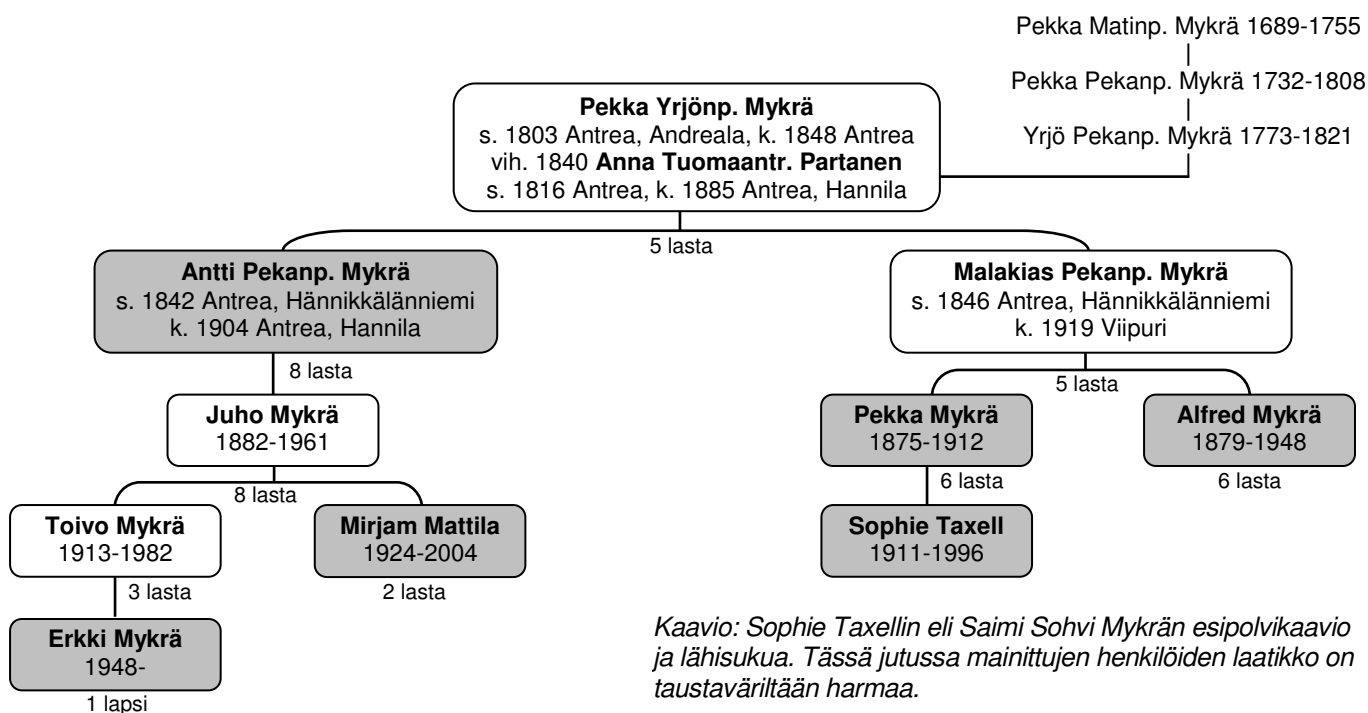 Pekka Matinp. Mykrä 1689-1755
Pekka Pekanp. Mykrä 1732-1808
Yrjö Pekanp. Mykrä 1773-1821
Pekka Yrjönp. Mykrä
s. 1803 Antrea, Andreala, k. 1848 Antrea
vih. 1840 Anna Tuomaantr. Partanen
s. 1816 Antrea, k. 1885 Antrea, Hannila
5 lasta
Antti Pekanp. Mykrä
s. 1842 Antrea, Hännikkälänniemi
k. 1904 Antrea, Hannila
Malakias Pekanp. Mykrä
s. 1846 Antrea, Hännikkälänniemi
k. 1919 Viipuri
8 lasta
5 lasta
Juho Mykrä
1882-1961
Pekka Mykrä
1875-1912
Alfred Mykrä
1879-1948
8 lasta
6 lasta
6 lasta
Toivo Mykrä
1913-1982
Mirjam Mattila
1924-2004
Sophie Taxell
1911-1996
3 lasta
2 lasta
Erkki Mykrä
1948-
1 lapsi
Kaavio: Sophie Taxellin eli Saimi Sohvi Mykrän esipolvikaavio
ja lähisukua. Tässä jutussa mainittujen henkilöiden laatikko on
taustaväriltään harmaa.